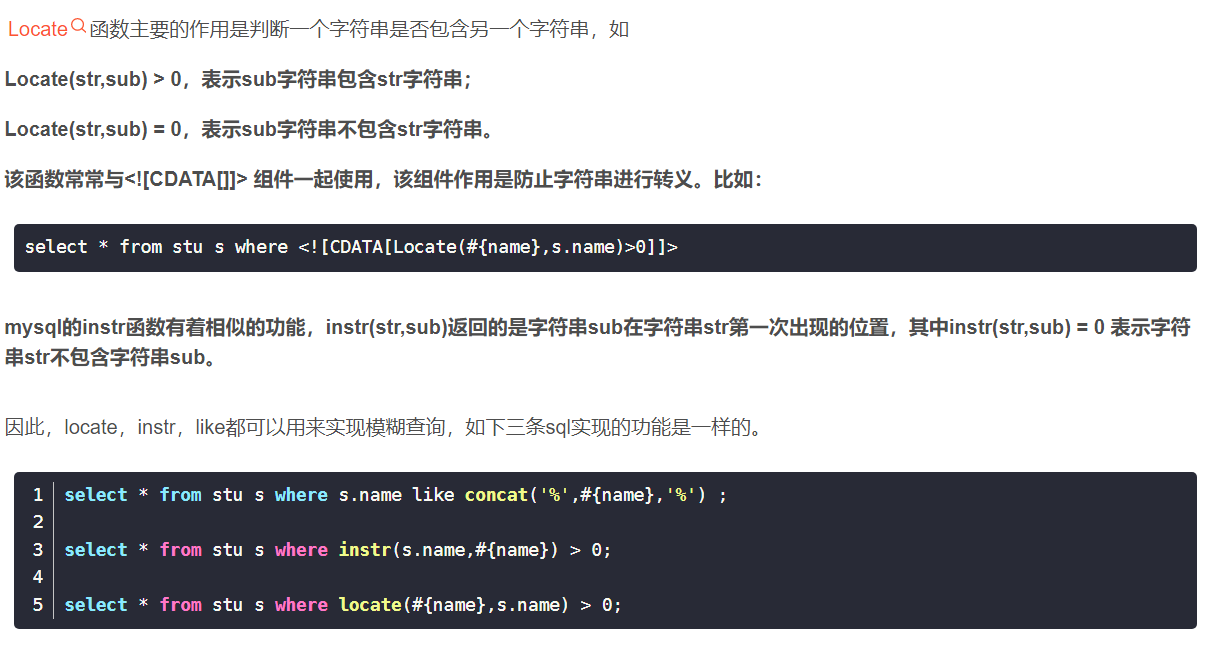 Locate函数主要的作用是判断一个字符串是否包含另一个字符串，如
Locate(str,sub) > 0，表示sub字符串包含str字符串；
Locate(str,sub) = 0，表示sub字符串不包含str字符串。
该函数常常与<![CDATA[]]> 组件一起使用，该组件作用是防止字符串进行转义。比如：
select * from stu s where <![CDATA[Locate(#{name},s.name)>0]]>
mysql的instr函数有着相似的功能，instr(str,sub)返回的是字符串sub在字符串str第一次出现的位置，其中instr(str,sub) = 0 表示字符
串str不包含字符串sub。
因此，locate，instr，like都可以用来实现模糊查询，如下三条sql实现的功能是一样的。
1 select * from stu s where s.name like concat('%',#{name},'%') ;
2
3 select * from stu s where instr(s.name,#{name}) > 0;
4
5 select * from stu s where locate(#{name},s.name) > 0;